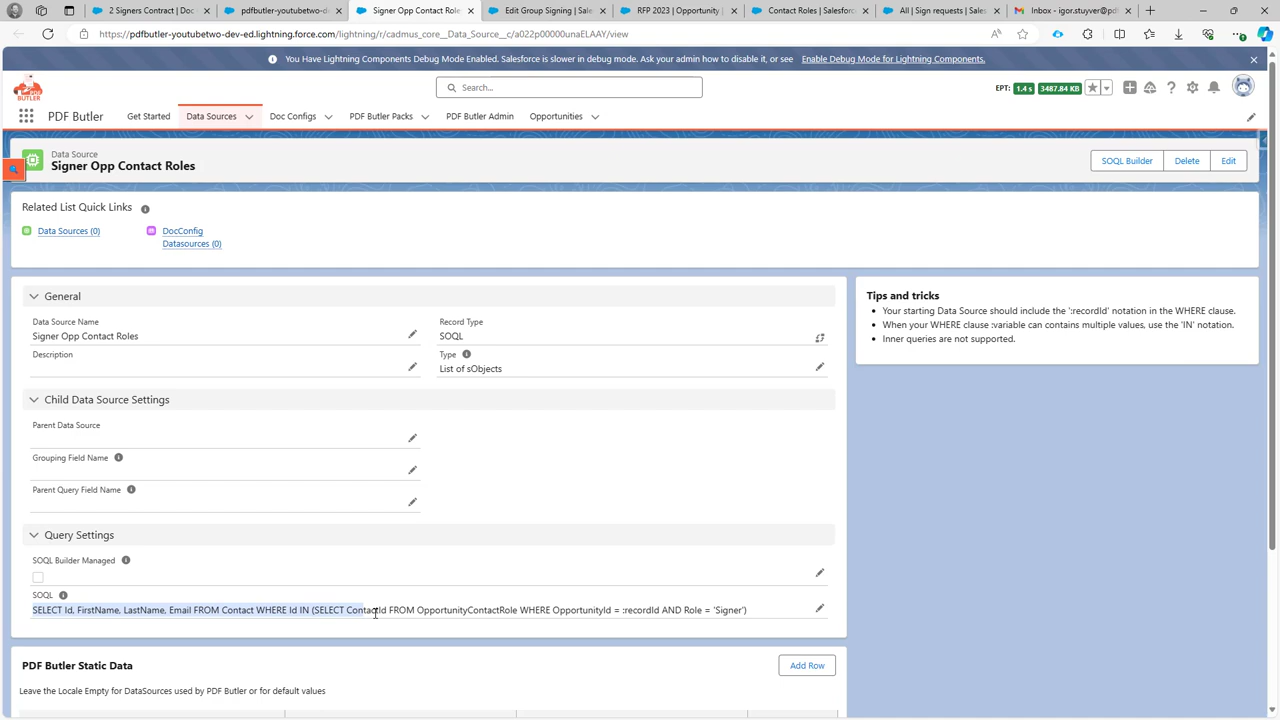 2 Signers Contract | Doc
pdfbutler-youtubetwo-de
Signer Opp Contact Role
Edit Group Signing | Sale
RFP 2023 | Opportunity |
Contact Roles | Salesforc
All | Sign requests | Sales
Inbox - igor.stuyver@pdf
https://pdfbutler-youtubetwo-dev-ed.lightning.force.com/lightning/r/cadmus_core__Data_Source__c/a022p00000unaELAAY/view
You Have Lightning Components Debug Mode Enabled. Salesforce is slower in debug mode. Ask your admin how to disable it, or see Enable Debug Mode for Lightning Components.
PDF BUTLER
Search...
EPT: 1.4 s 3487.84 KB
PDF Butler
Get Started
Data Sources
Doc Configs
PDF Butler Packs
PDF Butler Admin
Opportunities
Data Source
Signer Opp Contact Roles
SOQL Builder
Delete
Edit
Related List Quick Links
Data Sources (0)
DocConfig
Datasources (0)
General
Data Source Name
Signer Opp Contact Roles
Record Type
SOQL
Description
Type
List of sObjects
Child Data Source Settings
Parent Data Source
Grouping Field Name
Parent Query Field Name
Query Settings
SOQL Builder Managed
SOQL
SELECT Id, FirstName, LastName, Email FROM Contact WHERE Id IN (SELECT ContactId FROM OpportunityContactRole WHERE OpportunityId = :recordId AND Role = 'Signer')
Tips and tricks
• Your starting Data Source should include the ':recordId' notation in the WHERE clause.
• When your WHERE clause :variable can contains multiple values, use the 'IN' notation.
• Inner queries are not supported.
PDF Butler Static Data
Add Row
Leave the Locale Empty for DataSources used by PDF Butler or for default values